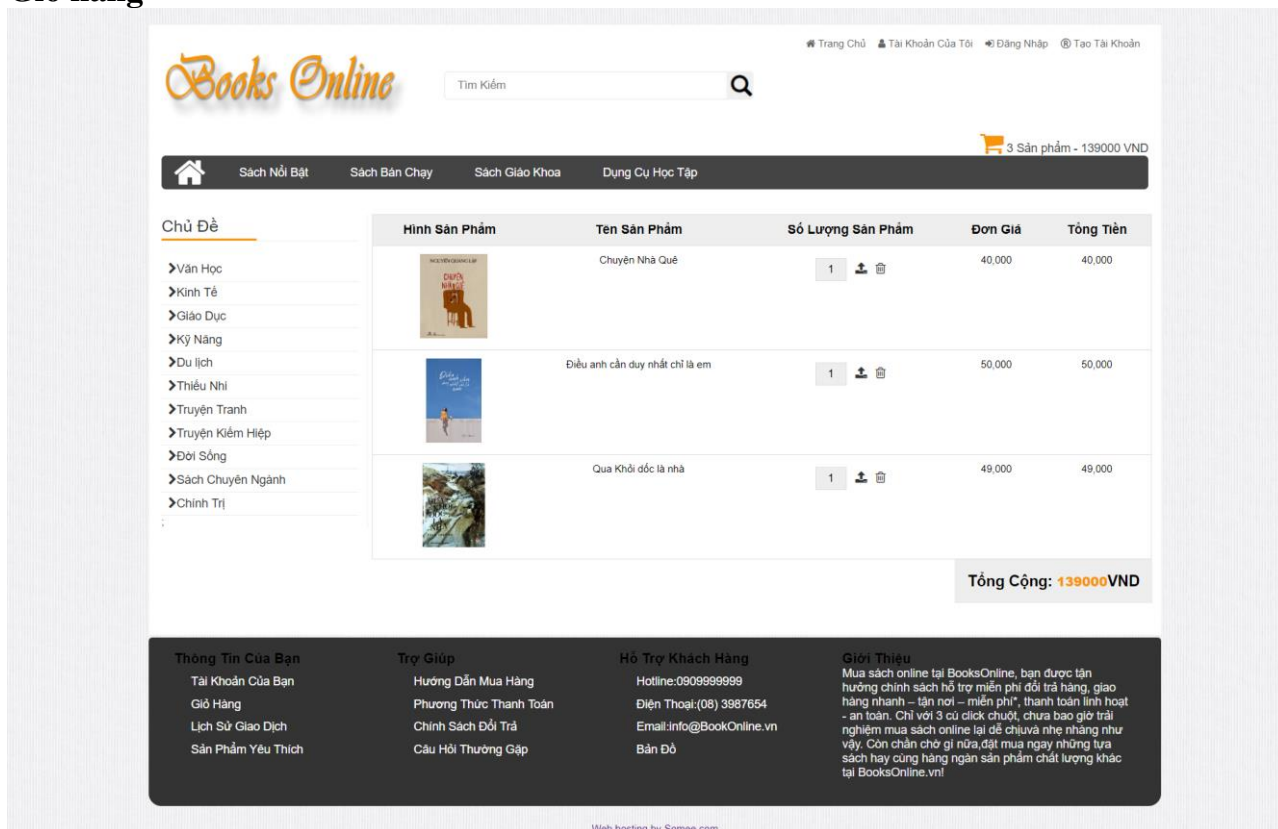 Giỏ hàng
Trang Chủ Tài Khoản Của Tôi Đăng Nhập ® Tạo Tài Khoản
Books Online
Tìm Kiếm
3 Sản phẩm - 139000 VND
Sách Nổi Bật Sách Bán Chạy Sách Giáo Khoa Dụng Cụ Học Tập
Chủ Đề
Văn Học
Kinh Tế
Giáo Dục
Kỹ Năng
Du lịch
Thiếu Nhi
Truyện Tranh
Truyện Kiếm Hiệp
Đời Sống
Sách Chuyên Ngành
Chính Trị
;
Hình Sản Phẩm Tên Sản Phẩm Số Lượng Sản Phẩm Đơn Giá Tổng Tiền
NGUYỄN QUANG LẬP
CHUYỆN
NHÀ QUÊ
Chuyện Nhà Quê 1 40,000 40,000
Điều anh cần duy nhất chỉ là em 1 50,000 50,000
Qua Khỏi dốc là nhà 1 49,000 49,000
Tổng Cộng: 139000VND
Thông Tin Của Bạn
Tài Khoản Của Bạn
Giỏ Hàng
Lịch Sử Giao Dịch
Sản Phẩm Yêu Thích
Trợ Giúp
Hướng Dẫn Mua Hàng
Phương Thức Thanh Toán
Chính Sách Đổi Trả
Câu Hỏi Thường Gặp
Hỗ Trợ Khách Hàng
Hotline:0909999999
Điện Thoại:(08) 3987654
Email:info@BookOnline.vn
Bản Đồ
Giới Thiệu
Mua sách online tại BooksOnline, bạn được tận
hưởng chính sách hỗ trợ miễn phí đổi trả hàng, giao
hàng nhanh – tận nơi – miễn phí*, thanh toán linh hoạt
- an toàn. Chỉ với 3 cú click chuột, chưa bao giờ trải
nghiệm mua sách online lại dễ chịuvà nhẹ nhàng như
vậy. Còn chần chờ gì nữa,đặt mua ngay những tựa
sách hay cùng hàng ngàn sản phẩm chất lượng khác
tại BooksOnline.vn!
Web hosting by Somee.com